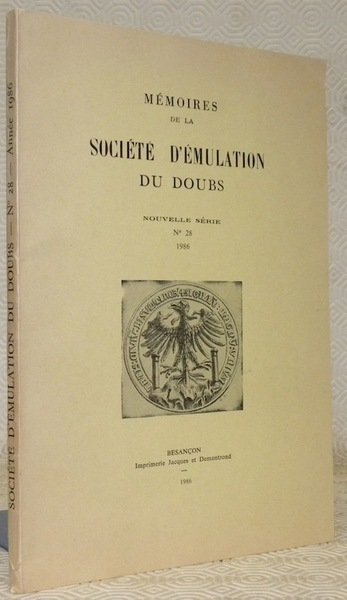 MÉMOIRES
DE LA
SOCIÉTÉ D'ÉMULATION
DU DOUBS
NOUVELLE SÉRIE
N° 28
1986
BESANÇON
Imprimerie Jacques et Demontrond
—
1986
SOCIÉTÉ D'ÉMULATION DU DOUBS — N° 28 — Année 1986